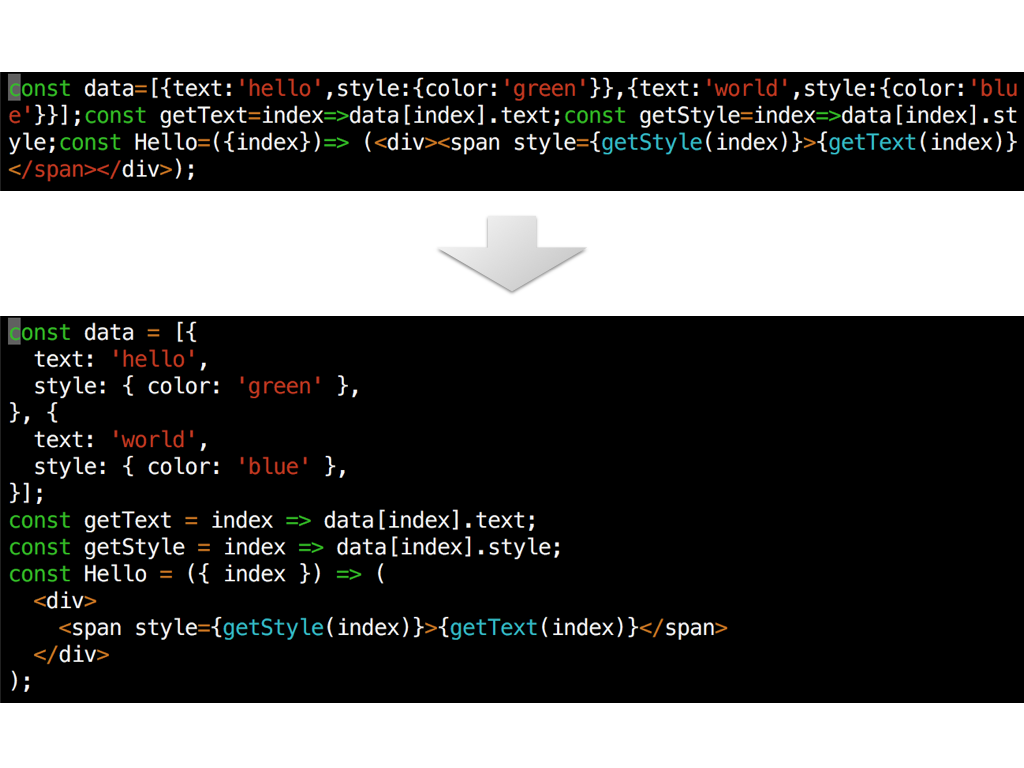 const data=[{text:'hello',style:{color:'green'}},{text:'world',style:{color:'blu
e'}}];const getText=index=>data[index].text;const getStyle=index=>data[index].st
yle;const Hello=({index})=> (<div><span style={getStyle(index)}>{getText(index)}
</span></div>);
const data = [{
  text: 'hello',
  style: { color: 'green' },
}, {
  text: 'world',
  style: { color: 'blue' },
}];
const getText = index => data[index].text;
const getStyle = index => data[index].style;
const Hello = ({ index }) => (
  <div>
    <span style={getStyle(index)}>{getText(index)}</span>
  </div>
);